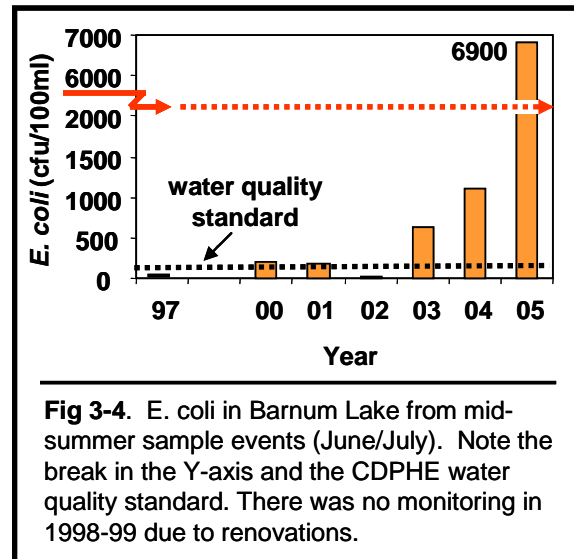 7000
6000
2000
1000
500
0
E. coli (cfu/100ml)
6900
water quality
standard
97 00 01 02 03 04 05
Year
Fig 3-4. E. coli in Barnum Lake from mid-
summer sample events (June/July). Note the
break in the Y-axis and the CDPHE water
quality standard. There was no monitoring in
1998-99 due to renovations.